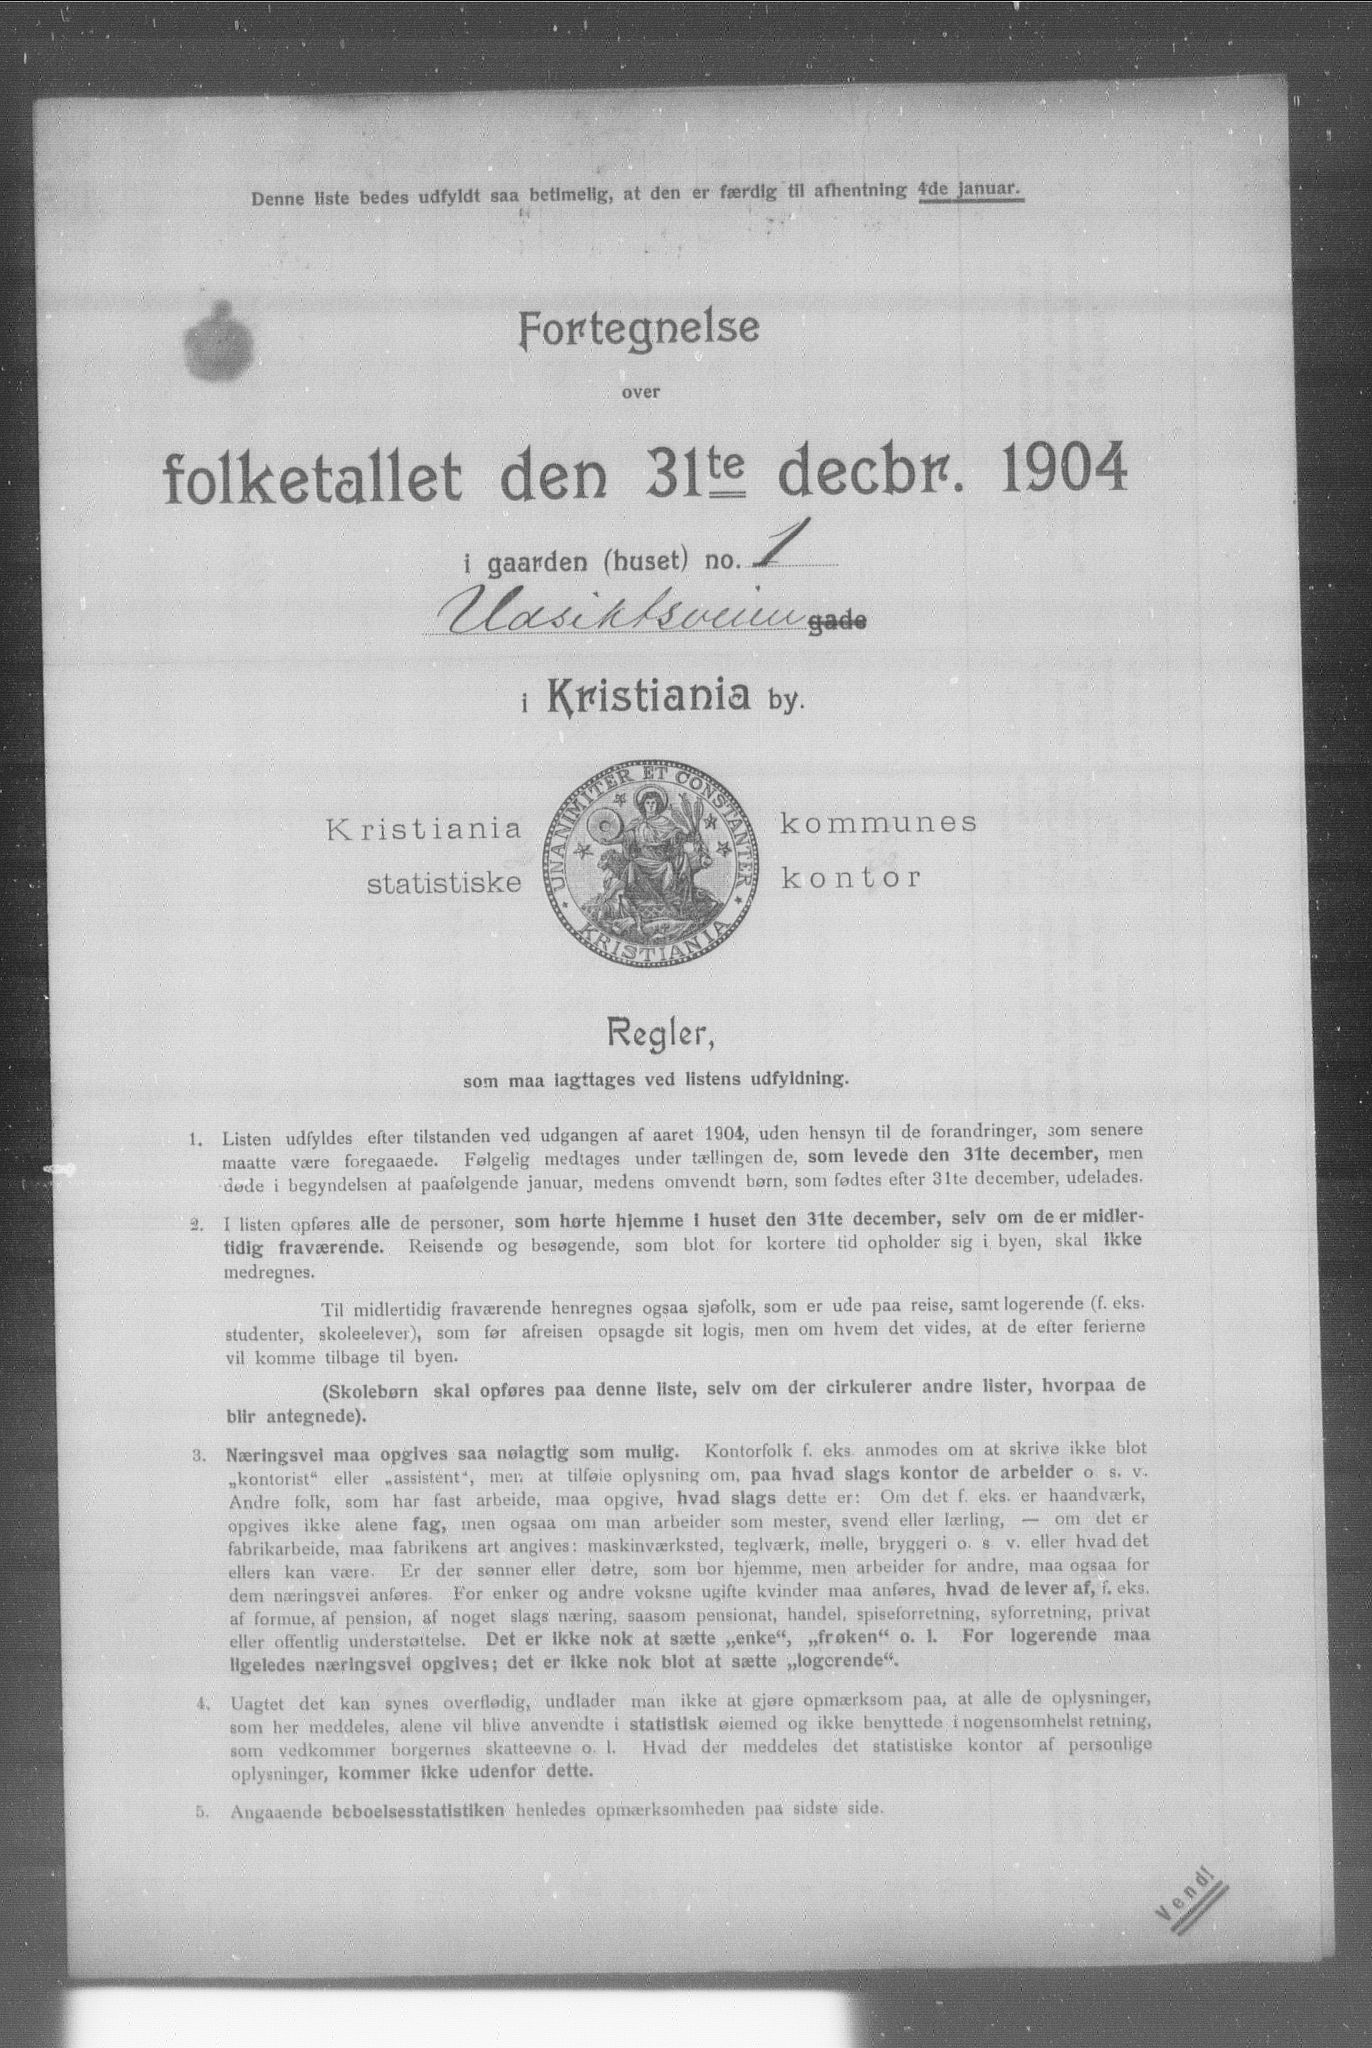 Denne liste bedes udfyldt saa betimelig, at den er færdig til afhentning 4de januar.
Fortegnelse
over
folketallet den 31te decbr. 1904
i gaarden (huset) no. 1
Udsiktsveien gade
i Kristiania by.
Kristiania kommunes
statistiske kontor
UNANIMITER ET CONSTANTER
KRISTIANIA
Regler,
som maa iagttages ved listens udfyldning.
1. Listen udfyldes efter tilstanden ved udgangen af aaret 1904, uden hensyn til de forandringer, som senere
maatte være foregaaede. Følgelig medtages under tællingen de, som levede den 31te december, men
døde i begyndelsen af paafølgende januar, medens omvendt børn, som fødtes efter 31te december, udelades.
2. I listen opføres alle de personer, som hørte hjemme i huset den 31te december, selv om de er midler-
tidig fraværende. Reisende og besøgende, som blot for kortere tid opholder sig i byen, skal ikke
medregnes.
Til midlertidig fraværende henregnes ogsaa sjøfolk, som er ude paa reise, samt logerende (f. eks.
studenter, skoleelever), som før afreisen opsagde sit logis, men om hvem det vides, at de efter ferierne
vil komme tilbage til byen.
(Skolebørn skal opføres paa denne liste, selv om der cirkulerer andre lister, hvorpaa de
blir antegnede).
3. Næringsvei maa opgives saa nøiagtig som mulig. Kontorfolk f. eks. anmodes om at skrive ikke blot
„kontorist“ eller „assistent“, men at tilføie oplysning om, paa hvad slags kontor de arbeider o. s. v.
Andre folk, som har fast arbeide, maa opgive, hvad slags dette er: Om det f. eks. er haandværk,
opgives ikke alene fag, men ogsaa om man arbeider som mester, svend eller lærling, — om det er
fabrikarbeide, maa fabrikens art angives: maskinværksted, teglværk, mølle, bryggeri o. s. v. eller hvad det
ellers kan være. Er der sønner eller døtre, som bor hjemme, men arbeider for andre, maa ogsaa for
dem næringsvei anføres. For enker og andre voksne ugifte kvinder maa anføres, hvad de lever af, f. eks.
af formue, af pension, af noget slags næring, saasom pensionat, handel, spiseforretning, syforretning, privat
eller offentlig understøttelse. Det er ikke nok at sætte „enke“, „frøken“ o. l. For logerende maa
ligeledes næringsvei opgives; det er ikke nok blot at sætte „logerende“.
4. Uagtet det kan synes overflødig, undlader man ikke at gjøre opmærksom paa, at alle de oplysninger,
som her meddeles, alene vil blive anvendte i statistisk øiemed og ikke benyttede i nogensomhelst retning,
som vedkommer borgernes skatteevne o. l. Hvad der meddeles det statistiske kontor af personlige
oplysninger, kommer ikke udenfor dette.
5. Angaaende beboelsesstatistiken henledes opmærksomheden paa sidste side.
Vend!